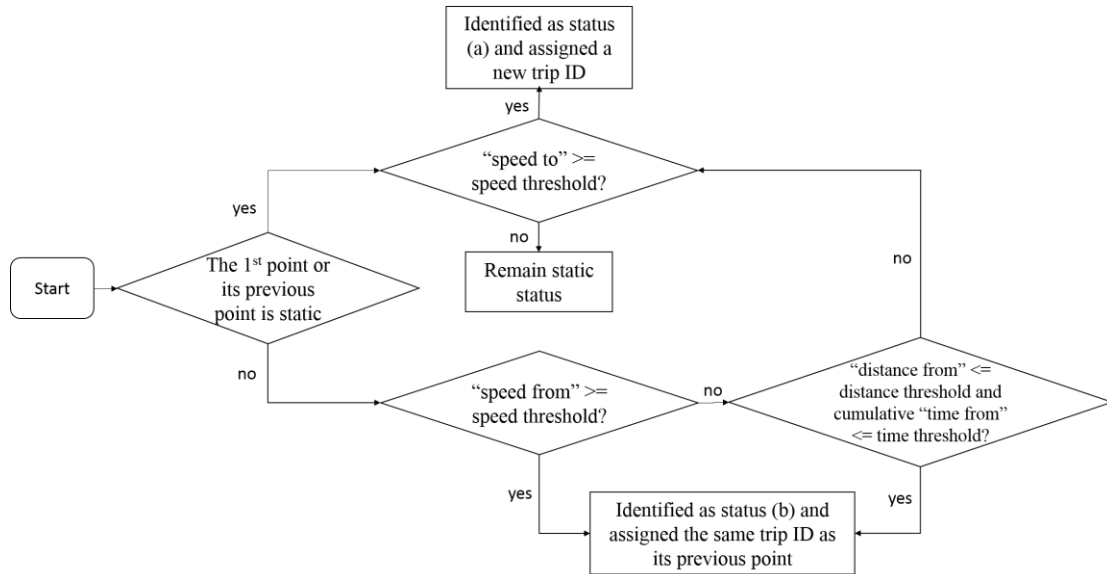 Identified as status
(a) and assigned a
new trip ID
yes
“speed to” >=
speed threshold?
yes
no
The 1st point or
its previous
point is static
Start
Remain static
status
no
no
“speed from” >=
speed threshold?
no
“distance from” <=
distance threshold and
cumulative “time from”
<= time threshold?
yes
yes
Identified as status (b) and
assigned the same trip ID as
its previous point